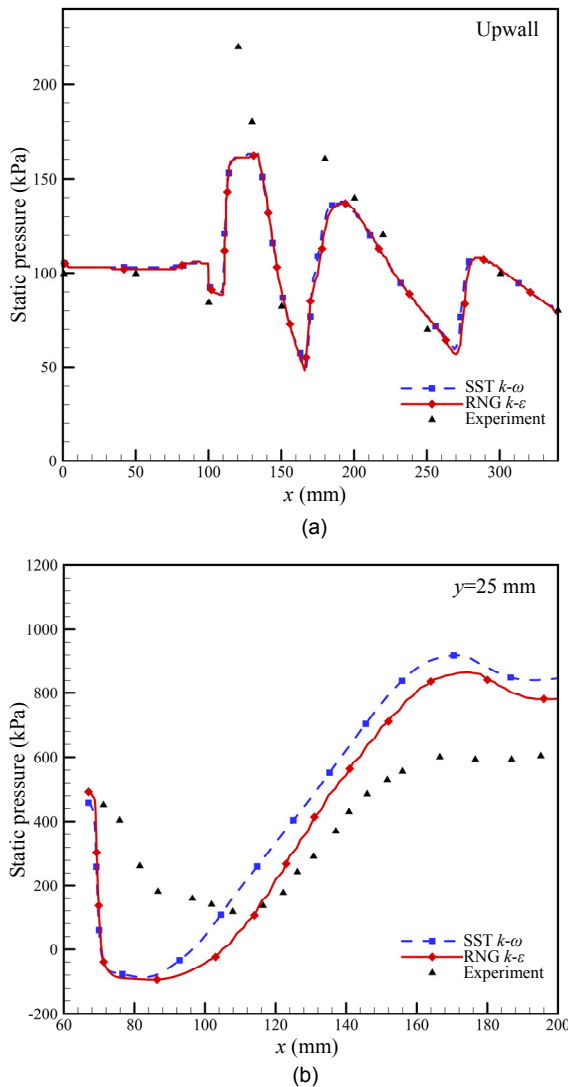 Upwall
Static pressure (kPa)
200
150
100
50
0
SST k-ω
RNG k-ε
Experiment
0 50 100 150 200 250 300
x (mm)
(a)
1200
1000
800
600
400
200
0
-200
y=25 mm
Static pressure (kPa)
SST k-ω
RNG k-ε
Experiment
60 80 100 120 140 160 180 200
x (mm)
(b)